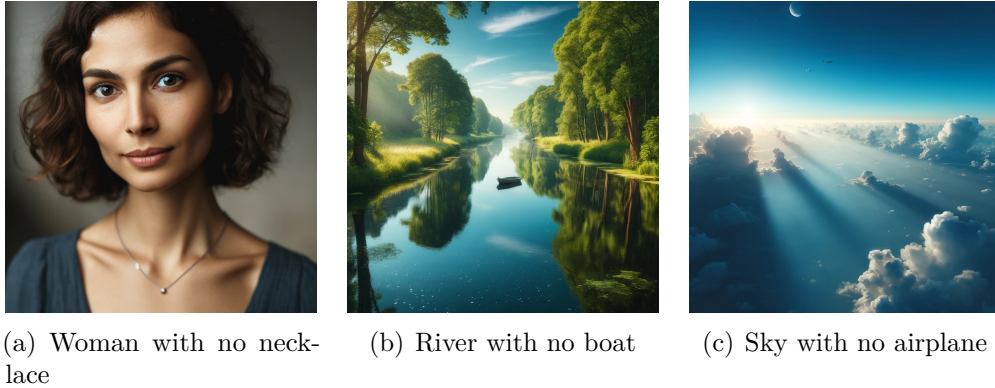 (a) Woman with no neck-
lace
(b) River with no boat
(c) Sky with no airplane